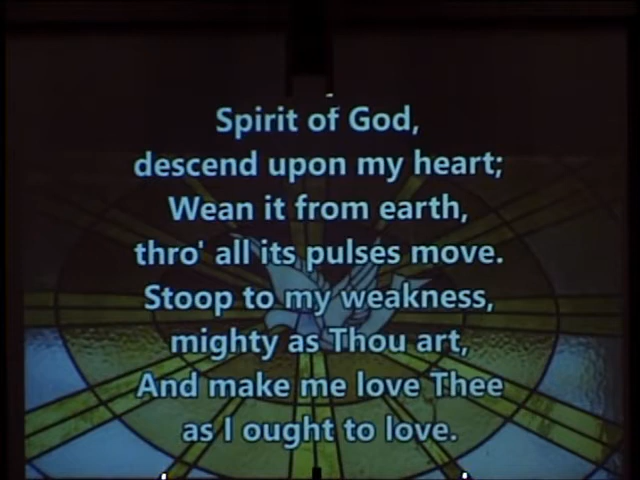 Spirit of God,
descend upon my heart;
Wean it from earth,
thro' all its pulses move.
Stoop to my weakness,
mighty as Thou art,
And make me love Thee
as I ought to love.